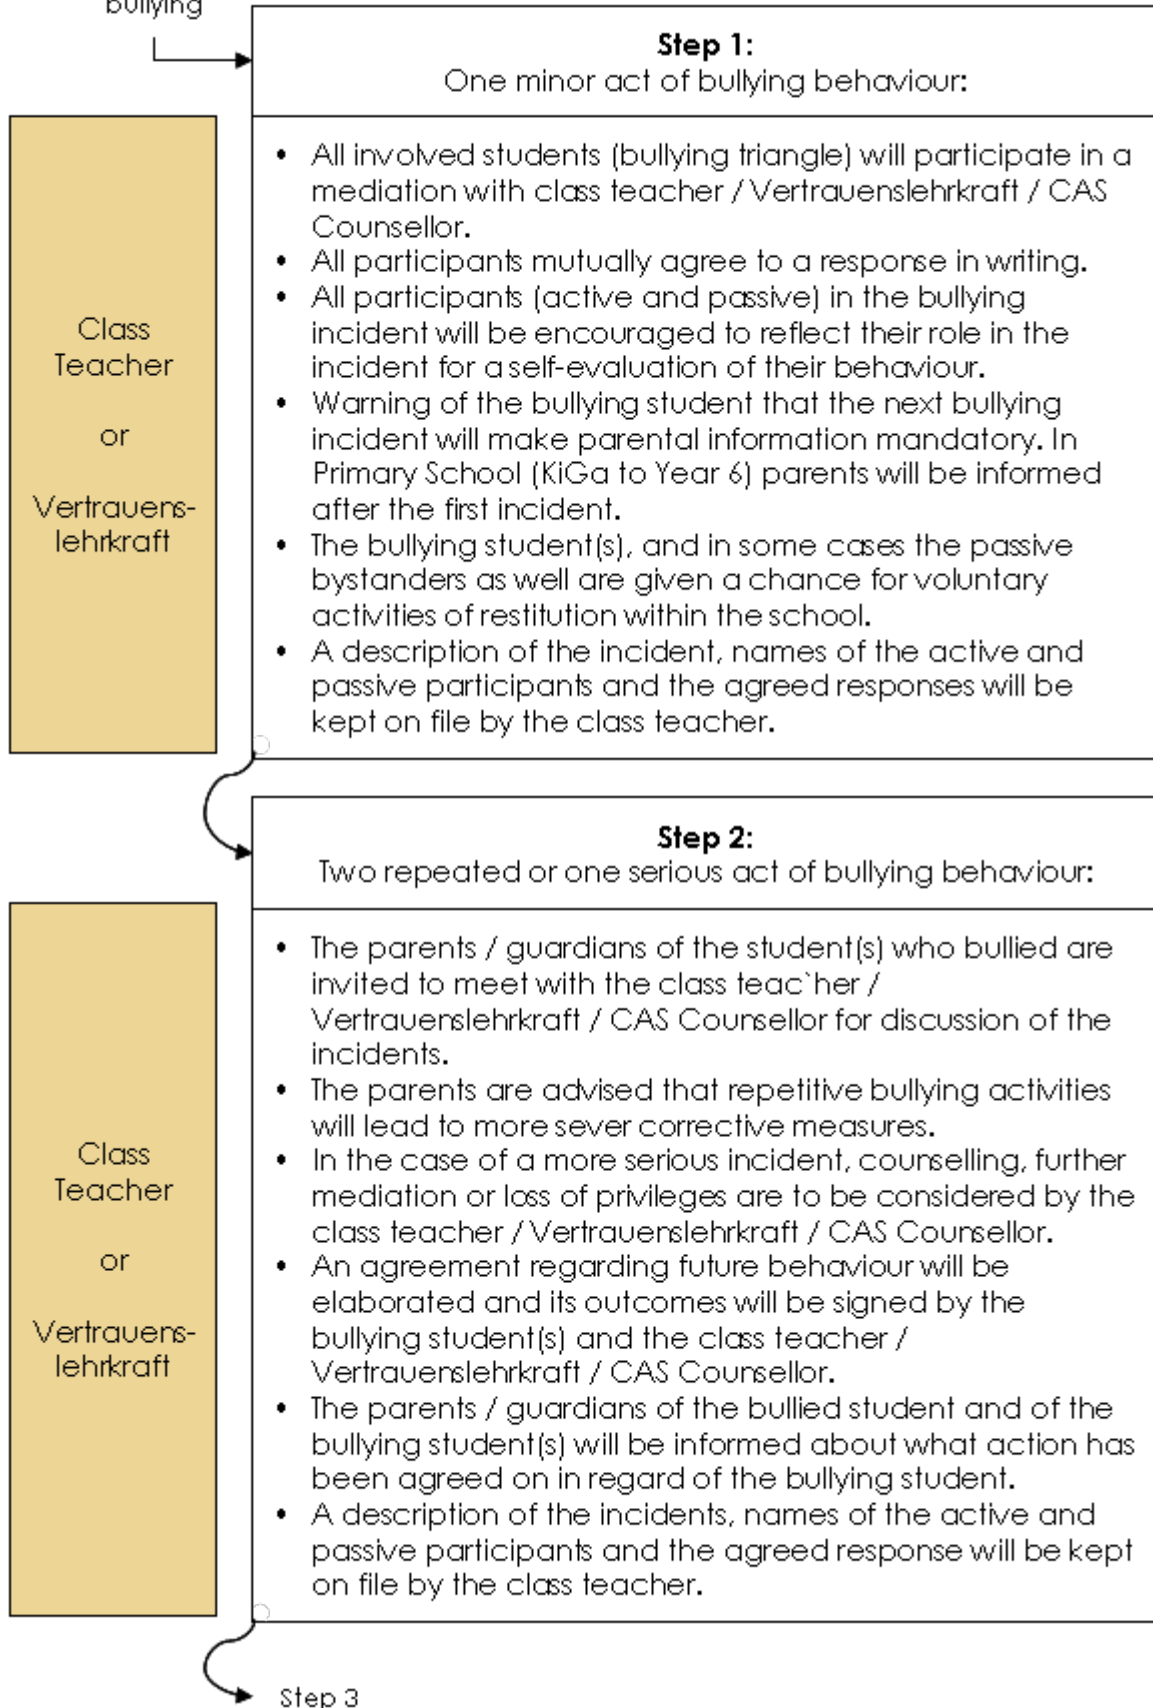 bullying
Step 1:
One minor act of bullying behaviour:
Class
Teacher
or
Vertrauens-
lehrkraft
• All involved students (bullying triangle) will participate in a
mediation with class teacher / Vertrauenslehrkraft / CAS
Counsellor.
• All participants mutually agree to a response in writing.
• All participants (active and passive) in the bullying
incident will be encouraged to reflect their role in the
incident for a self-evaluation of their behaviour.
• Warning of the bullying student that the next bullying
incident will make parental information mandatory. In
Primary School (KiGa to Year 6) parents will be informed
after the first incident.
• The bullying student(s), and in some cases the passive
bystanders as well are given a chance for voluntary
activities of restitution within the school.
• A description of the incident, names of the active and
passive participants and the agreed responses will be
kept on file by the class teacher.
Step 2:
Two repeated or one serious act of bullying behaviour:
Class
Teacher
or
Vertrauens-
lehrkraft
• The parents / guardians of the student(s) who bullied are
invited to meet with the class teac`her /
Vertrauenslehrkraft / CAS Counsellor for discussion of the
incidents.
• The parents are advised that repetitive bullying activities
will lead to more sever corrective measures.
• In the case of a more serious incident, counselling, further
mediation or loss of privileges are to be considered by the
class teacher / Vertrauenslehrkraft / CAS Counsellor.
• An agreement regarding future behaviour will be
elaborated and its outcomes will be signed by the
bullying student(s) and the class teacher /
Vertrauenslehrkraft / CAS Counsellor.
• The parents / guardians of the bullied student and of the
bullying student(s) will be informed about what action has
been agreed on in regard of the bullying student.
• A description of the incidents, names of the active and
passive participants and the agreed response will be kept
on file by the class teacher.
Step 3